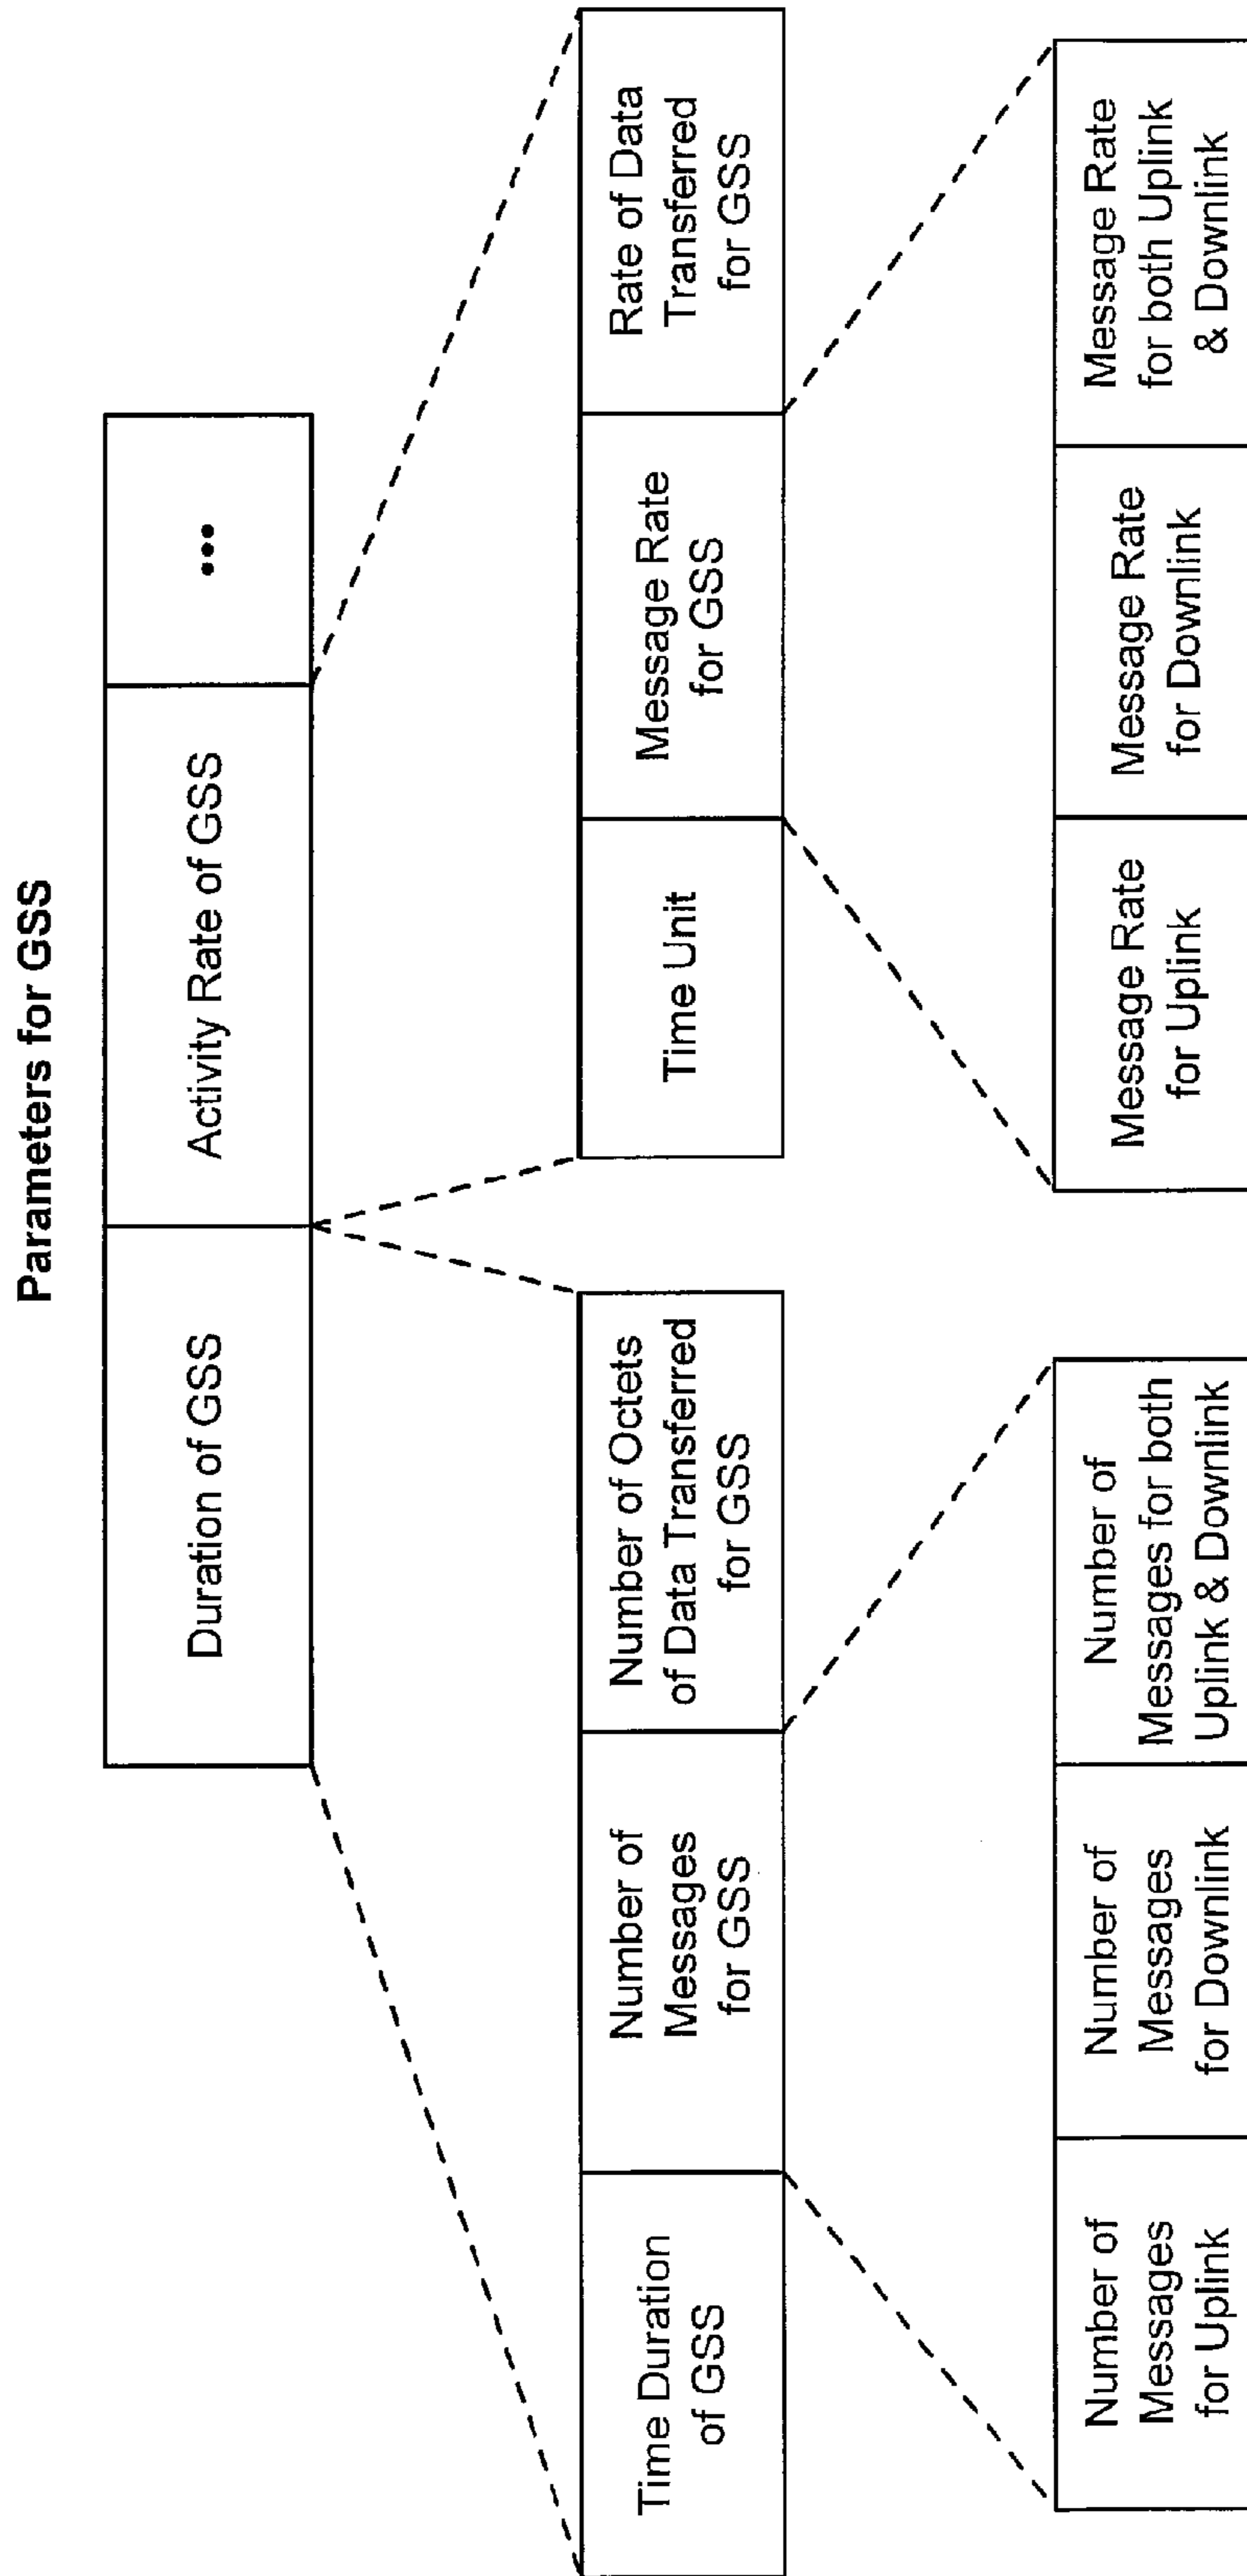 Parameters for GSS
Duration of GSS
Activity Rate of GSS
...
Time Duration
of GSS
Number of
Messages
for GSS
Number of Octets
of Data Transferred
for GSS
Time Unit
Message Rate
for GSS
Rate of Data
Transferred
for GSS
Number of
Messages
for Uplink
Number of
Messages
for Downlink
Number of
Messages for both
Uplink & Downlink
Message Rate
for Uplink
Message Rate
for Downlink
Message Rate
for both Uplink
& Downlink